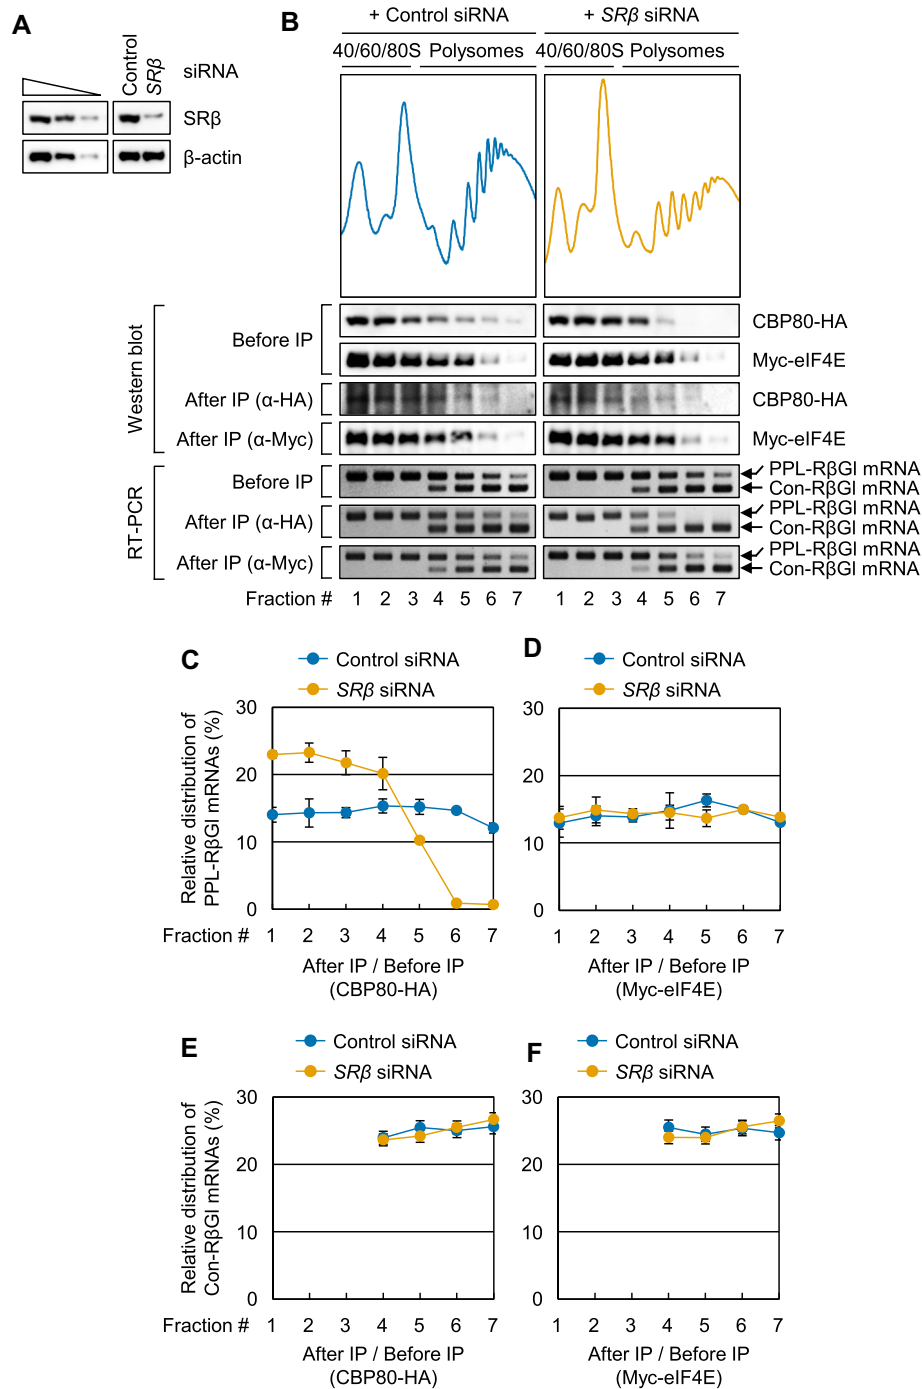 A
Control
SRβ
siRNA
SRβ
β-actin
B
+ Control siRNA
+ SRβ siRNA
40/60/80S
Polysomes
40/60/80S
Polysomes
Western blot
Before IP
CBP80-HA
Myc-eIF4E
After IP (α-HA)
CBP80-HA
After IP (α-Myc)
Myc-eIF4E
RT-PCR
Before IP
PPL-RβGl mRNA
Con-RβGl mRNA
After IP (α-HA)
PPL-RβGl mRNA
Con-RβGl mRNA
After IP (α-Myc)
PPL-RβGl mRNA
Con-RβGl mRNA
Fraction # 1 2 3 4 5 6 7 1 2 3 4 5 6 7
C
Control siRNA
SRβ siRNA
Relative distribution of
PPL-RβGl mRNAs (%)
30
20
10
0
Fraction # 1 2 3 4 5 6 7
After IP / Before IP
(CBP80-HA)
D
Control siRNA
SRβ siRNA
30
20
10
0
1 2 3 4 5 6 7
After IP / Before IP
(Myc-eIF4E)
E
Control siRNA
SRβ siRNA
Relative distribution of
Con-RβGl mRNAs (%)
30
20
10
0
Fraction # 1 2 3 4 5 6 7
After IP / Before IP
(CBP80-HA)
F
Control siRNA
SRβ siRNA
30
20
10
0
1 2 3 4 5 6 7
After IP / Before IP
(Myc-eIF4E)